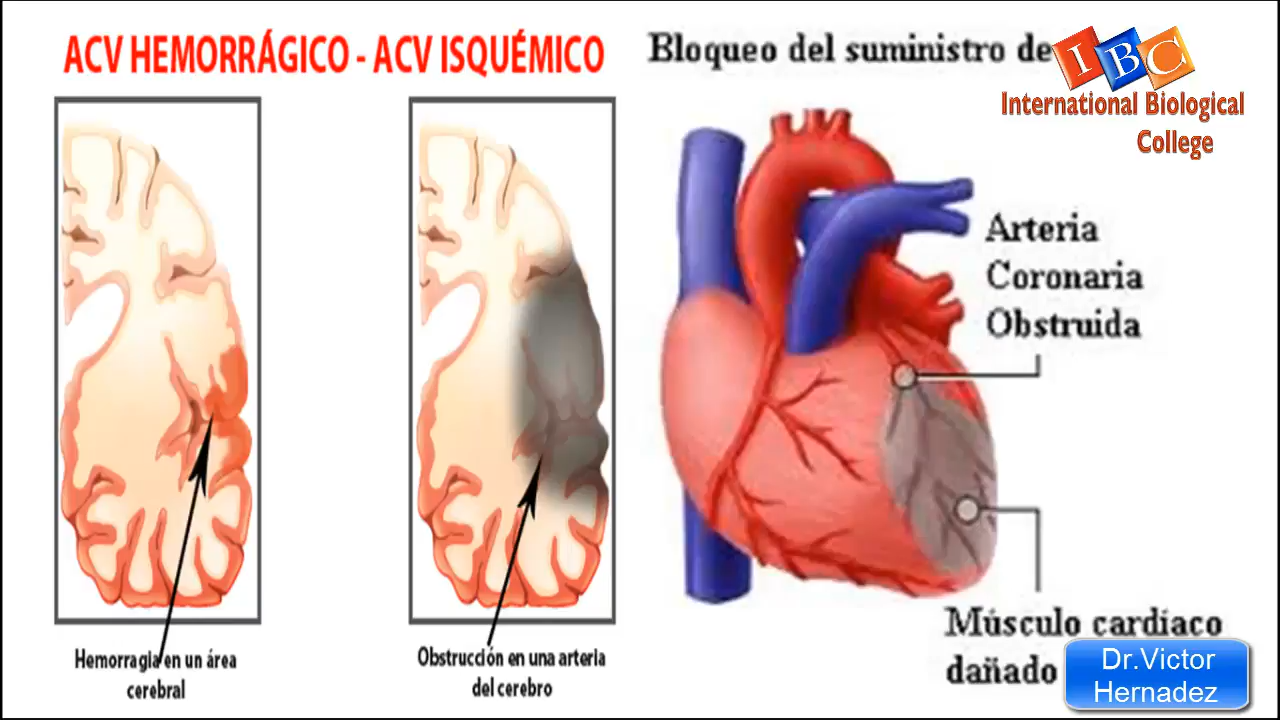 ACV HEMORRÁGICO - ACV ISQUÉMICO
Hemorragia en un área
cerebral
Obstrucción en una arteria
del cerebro
Bloqueo del suministro de
IBC
International Biological
College
Arteria
Coronaria
Obstruida
Músculo cardíaco
dañado
Dr.Victor
Hernadez